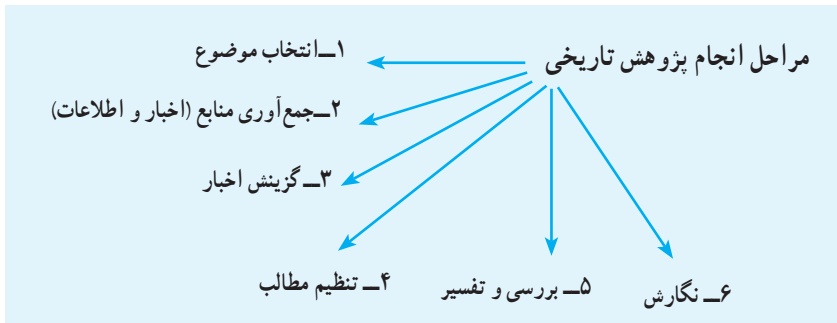 مراحل انجام پژوهش تاریخی
۱ــ انتخاب موضوع
۲ــ جمع‌آوری منابع (اخبار و اطلاعات)
۳ــ گزینش اخبار
۴ــ تنظیم مطالب
۵ــ بررسی و تفسیر
۶ــ نگارش